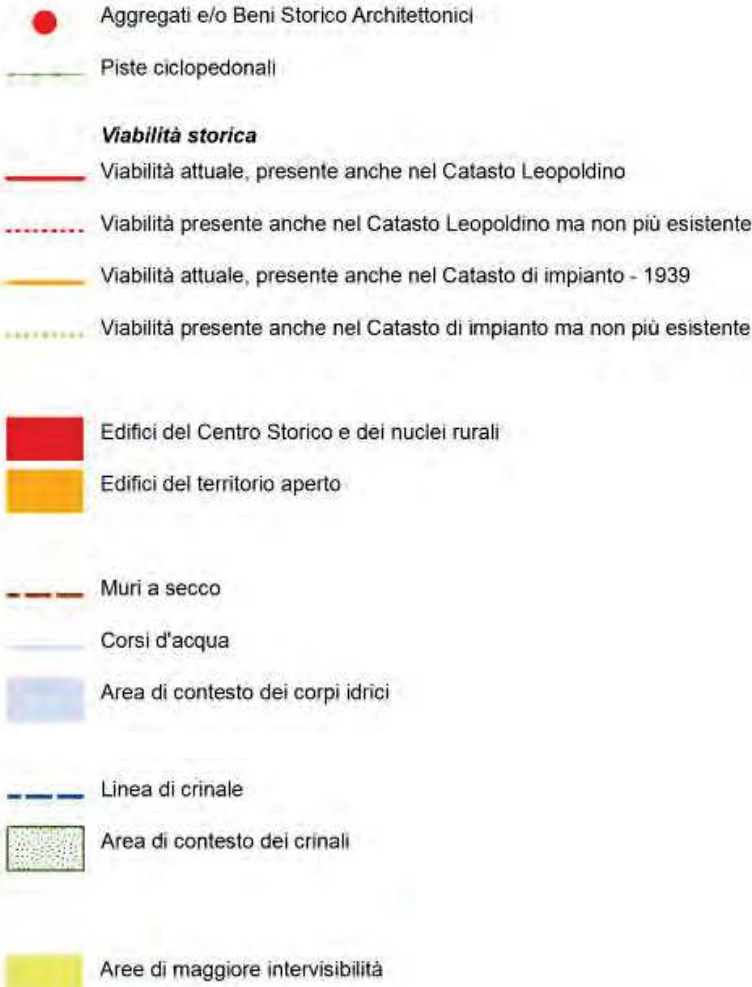 Aggregati e/o Beni Storico Architettonici
Piste ciclopedonali
Viabilità storica
Viabilità attuale, presente anche nel Catasto Leopoldino
Viabilità presente anche nel Catasto Leopoldino ma non più esistente
Viabilità attuale, presente anche nel Catasto di impianto - 1939
Viabilità presente anche nel Catasto di impianto ma non più esistente
Edifici del Centro Storico e dei nuclei rurali
Edifici del territorio aperto
Muri a secco
Corsi d'acqua
Area di contesto dei corpi idrici
Linea di crinale
Area di contesto dei crinali
Aree di maggiore intervisibilità